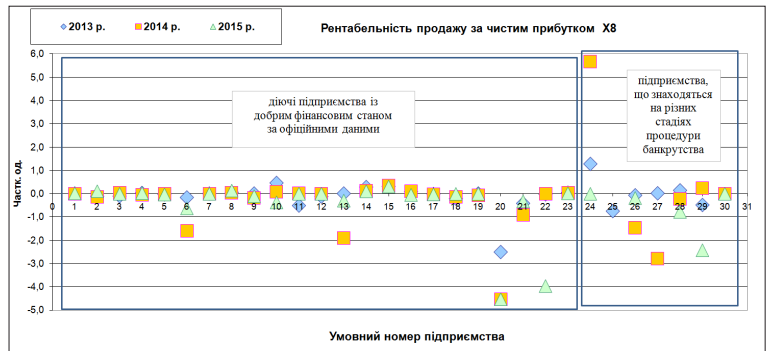 2013 р. 2014 р. 2015 р.
Рентабельність продажу за чистим прибутком Х8
6,0
5,0
4,0
3,0
2,0
1,0
0,0
-1,0
-2,0
-3,0
-4,0
-5,0
Частк. од.
діючі підприємства із
добрим фінансовим станом
за офіційними даними
підприємства,
що знаходяться
на різних
стадіях
процедури
банкрутства
0 1 2 3 4 5 6 7 8 9 10 11 12 13 14 15 16 17 18 19 20 21 22 23 24 25 26 27 28 29 30 31
Умовний номер підприємства